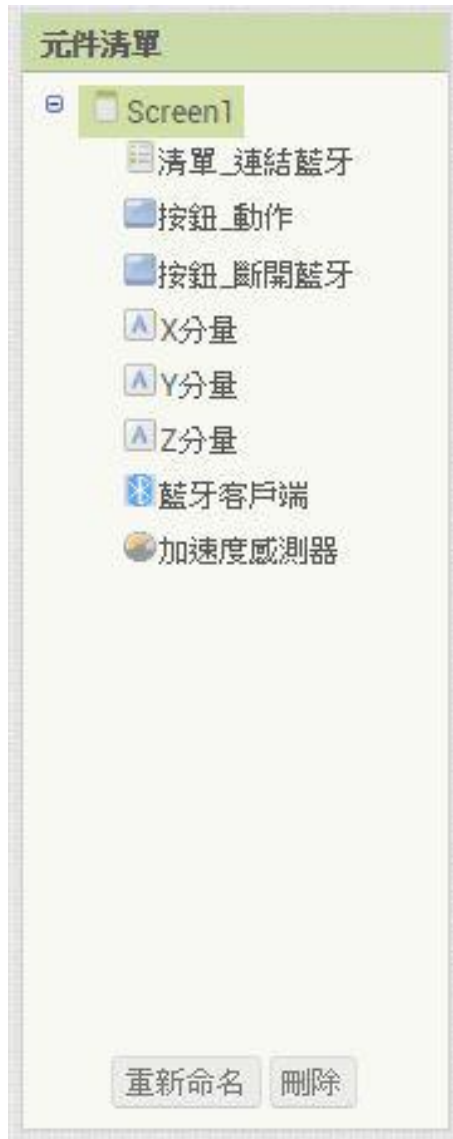 元件清單
Screen1
清單_連結藍牙
按鈕_動作
按鈕_斷開藍牙
X分量
Y分量
Z分量
藍牙客戶端
加速度感測器
重新命名 刪除